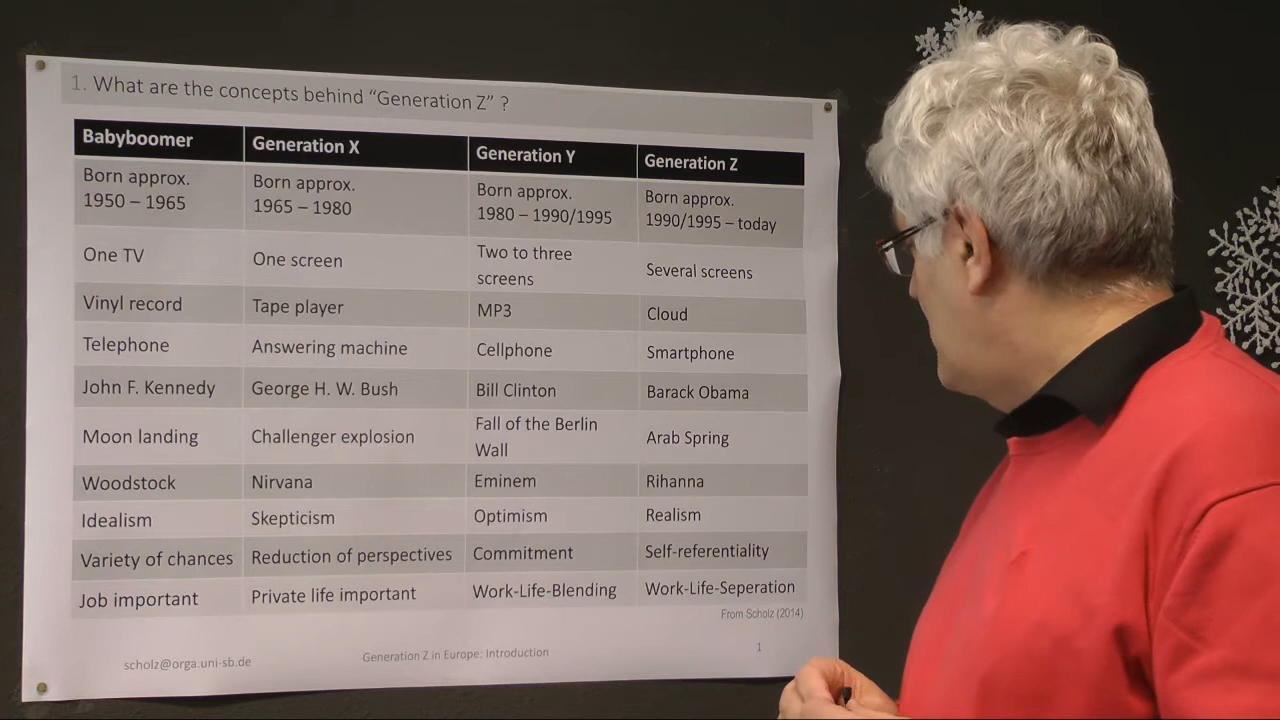 1. What are the concepts behind “Generation Z” ?
Babyboomer Generation X Generation Y Generation Z
Born approx. Born approx. Born approx. Born approx.
1950 – 1965 1965 – 1980 1980 – 1990/1995 1990/1995 – today
One TV One screen Two to three Several screens
screens
Vinyl record Tape player MP3 Cloud
Telephone Answering machine Cellphone Smartphone
John F. Kennedy George H. W. Bush Bill Clinton Barack Obama
Moon landing Challenger explosion Fall of the Berlin Arab Spring
Wall
Woodstock Nirvana Eminem Rihanna
Idealism Skepticism Optimism Realism
Variety of chances Reduction of perspectives Commitment Self-referentiality
Job important Private life important Work-Life-Blending Work-Life-Seperation
From Scholz (2014)
scholz@orga.uni-sb.de Generation Z in Europe: Introduction 1